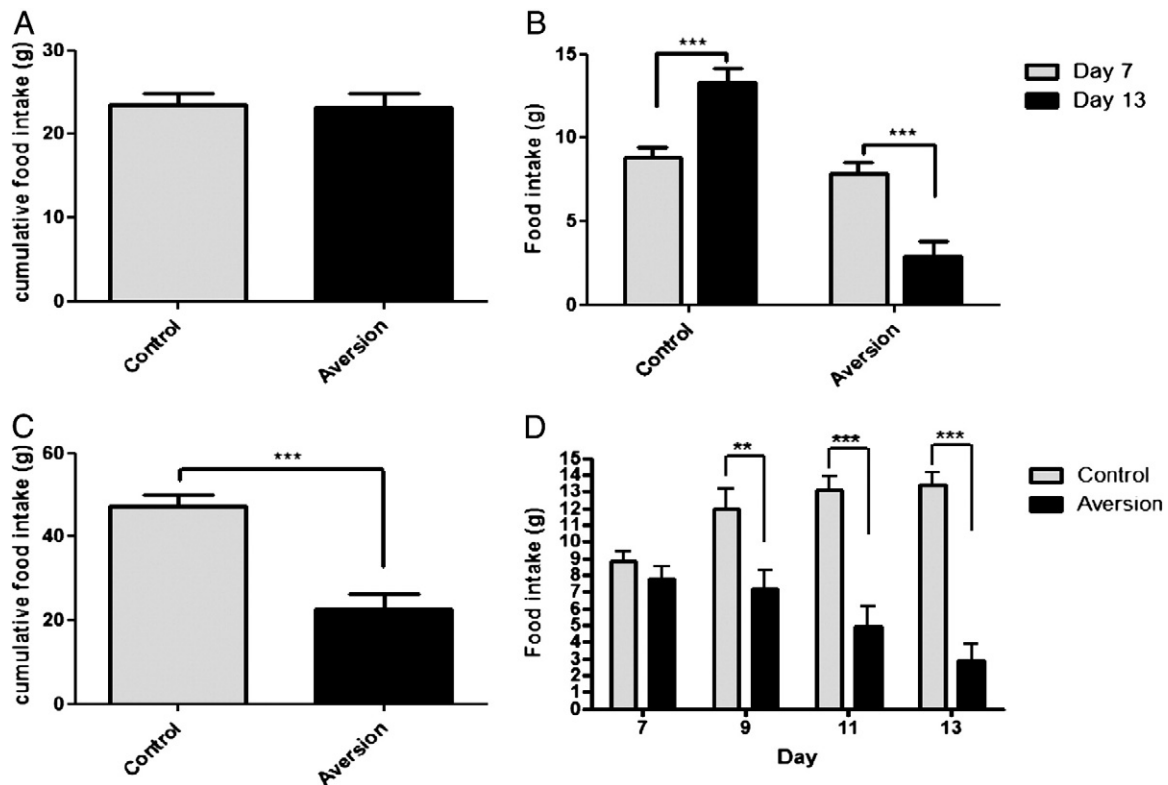 A
cumulative food intake (g)
30
20
10
0
Control
Aversion
B
Food intake (g)
15
10
5
0
***
***
Control
Aversion
Day 7
Day 13
C
cumulative food intake (g)
60
40
20
0
***
Control
Aversion
D
Food intake (g)
15
14
13
12
11
10
9
8
7
6
5
4
3
2
1
0
**
***
***
7
9
11
13
Day
Control
Aversion